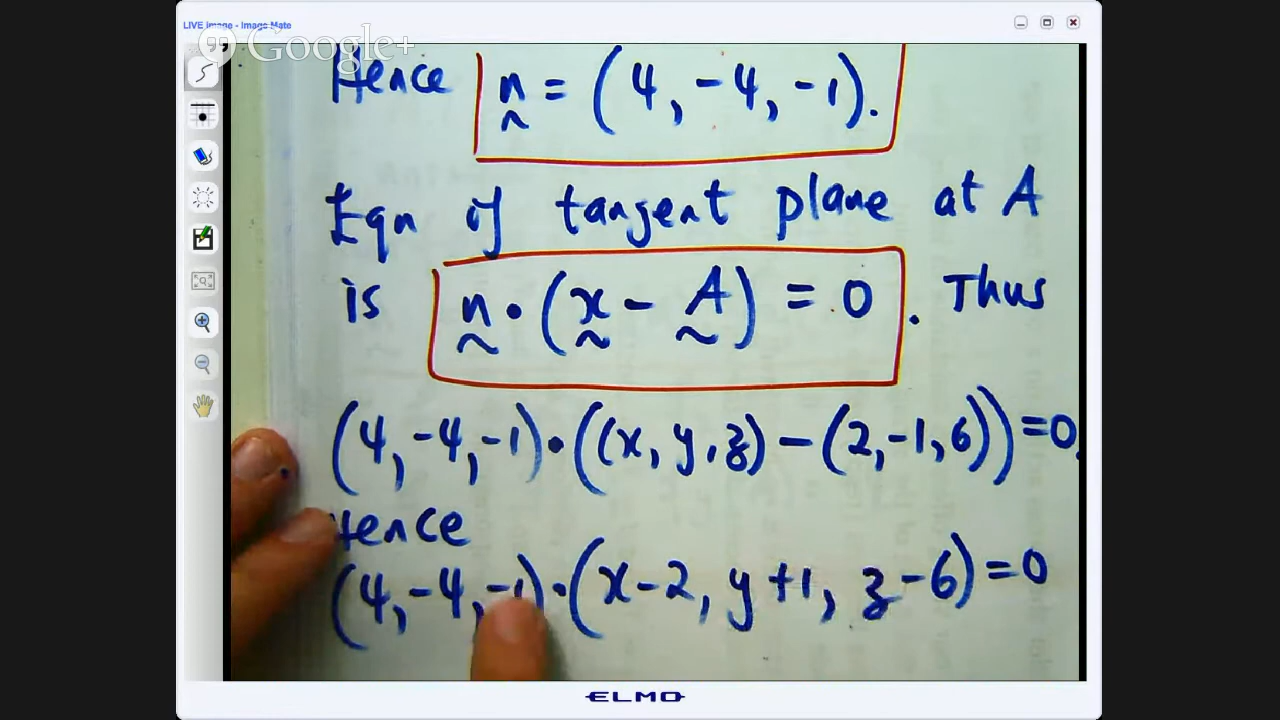 LIVE image - Image Mate
Google+
Hence n = (4, -4, -1).
Eqn of tangent plane at A
is n • (x - A) = 0. Thus
(4, -4, -1) • ((x, y, z) - (2, -1, 6)) = 0.
Hence
(4, -4, -1) • (x - 2, y + 1, z - 6) = 0
ELMO